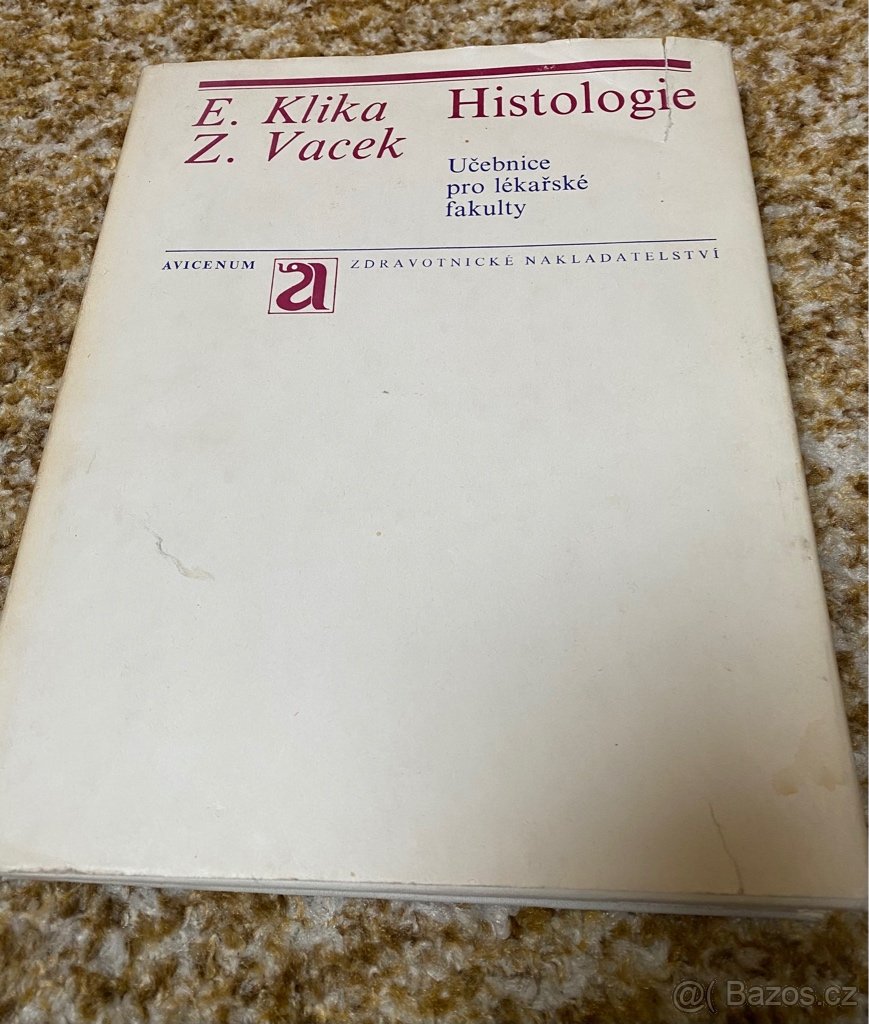 E. Klika
Z. Vacek
Histologie
Učebnice
pro lékařské
fakulty
AVICENUM
ZDRAVOTNICKÉ NAKLADATELSTVÍ
@( Bazos.cz